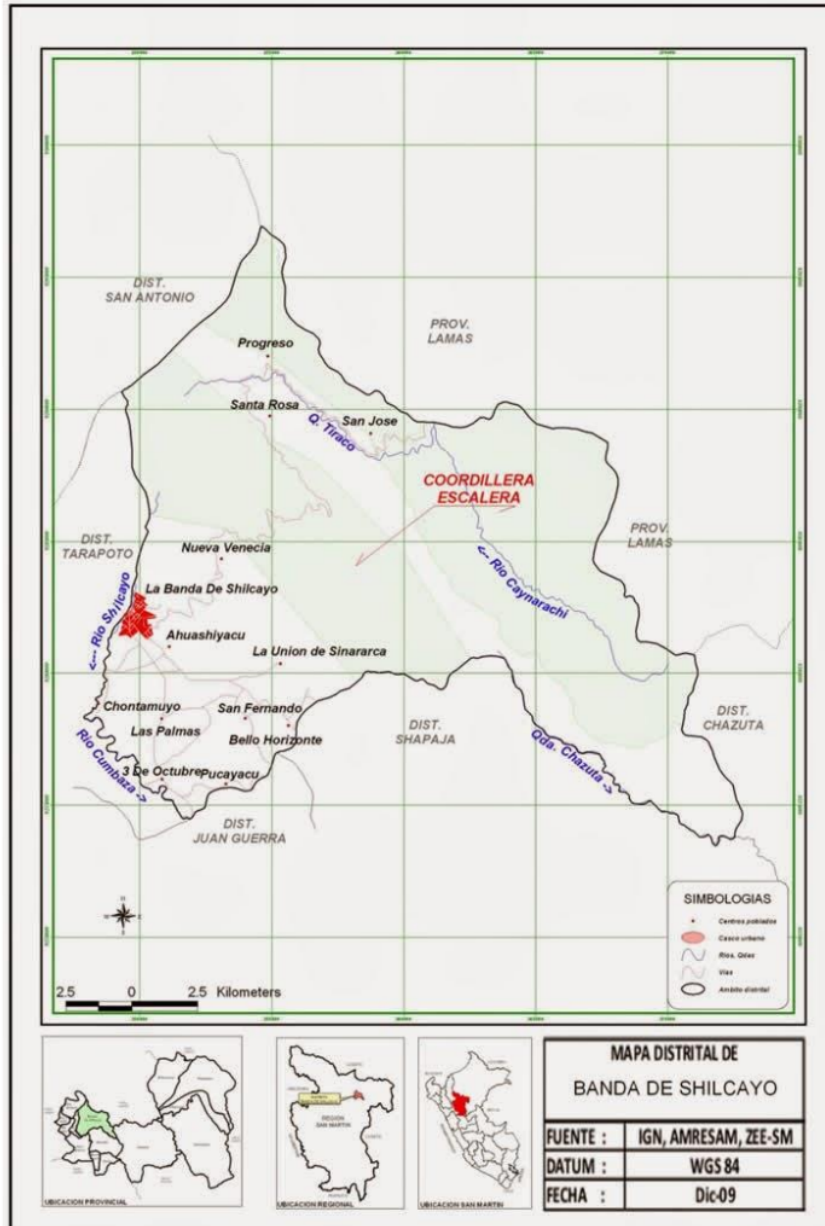 DIST.
SAN ANTONIO
PROV.
LAMAS
Progreso
Santa Rosa
San Jose
Q. Tiraco
COORDILLERA
ESCALERA
DIST.
TARAPOTO
Nueva Venecia
PROV.
LAMAS
La Banda De Shilcayo
<--- Rio Shilcayo
<-- Rio Caynarachi
Ahuashiyacu
La Union de Sinararca
Chontamuyo
San Fernando
Las Palmas
Bello Horizonte
DIST.
SHAPAJA
DIST.
CHAZUTA
Rio Cumbaza ->
Qda. Chazuta ->
3 De Octubre
Pucayacu
DIST.
JUAN GUERRA
SIMBOLOGIAS
Centros poblados
Casco urbano
Rios, Qdas
Vias
Ambito distrital
N
W
E
S
2.5 0 2.5 Kilometers
UBICACION PROVINCIAL
REGION
SAN MARTIN
UBICACION REGIONAL
UBICACION SAN MARTIN
MAPA DISTRITAL DE
BANDA DE SHILCAYO
FUENTE : IGN, AMRESAM, ZEE-SM
DATUM : WGS 84
FECHA : Dic-09